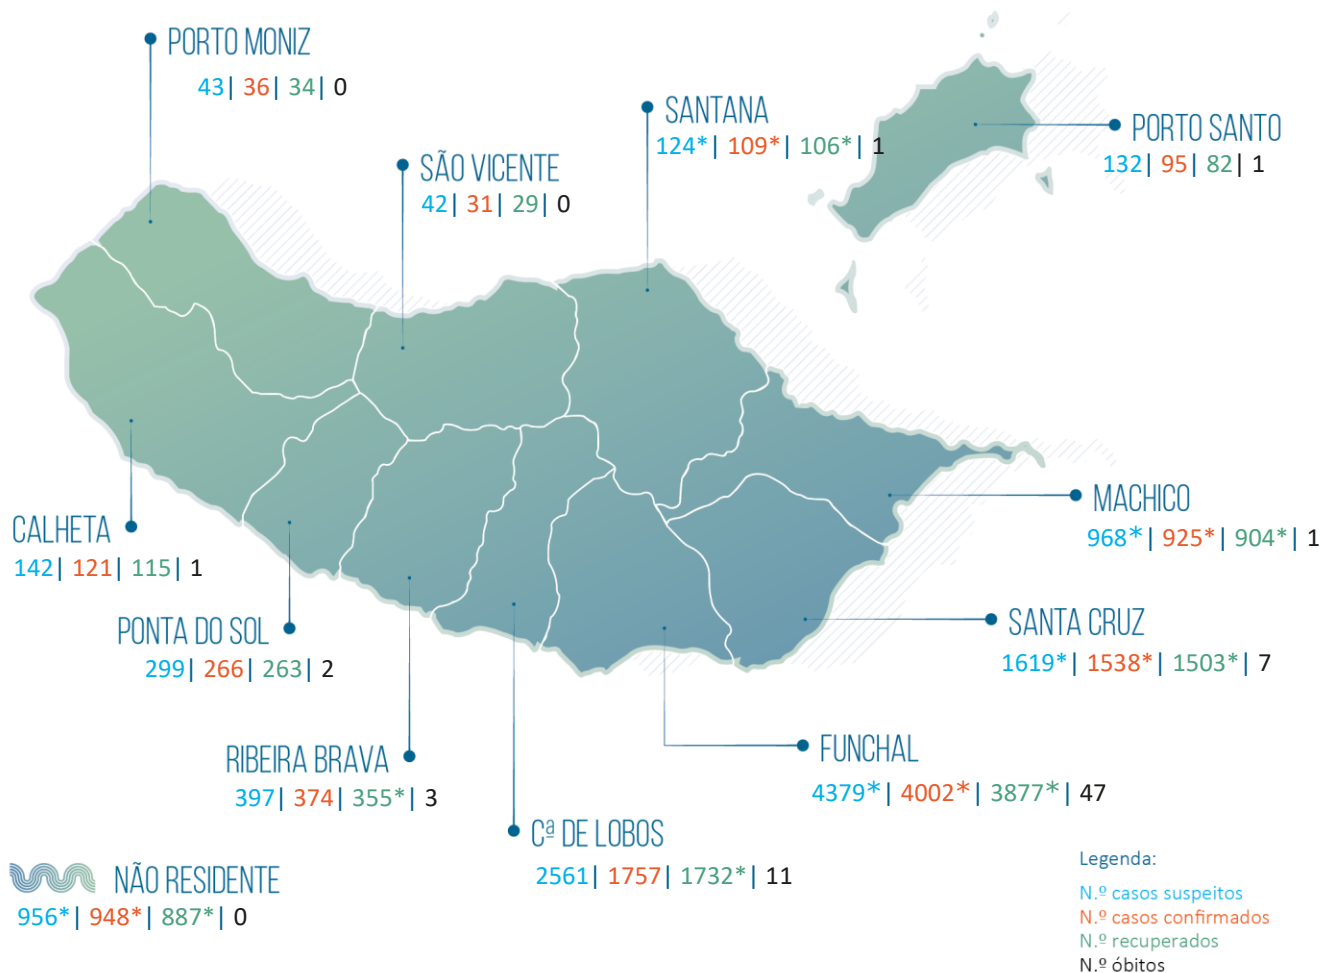 PORTO MONIZ
43| 36| 34| 0
SANTANA
124*| 109*| 106*| 1
PORTO SANTO
132| 95| 82| 1
SÃO VICENTE
42| 31| 29| 0
MACHICO
968*| 925*| 904*| 1
CALHETA
142| 121| 115| 1
SANTA CRUZ
1619*| 1538*| 1503*| 7
PONTA DO SOL
299| 266| 263| 2
FUNCHAL
4379*| 4002*| 3877*| 47
RIBEIRA BRAVA
397| 374| 355*| 3
Cª DE LOBOS
2561| 1757| 1732*| 11
NÃO RESIDENTE
956*| 948*| 887*| 0
Legenda:
N.º casos suspeitos
N.º casos confirmados
N.º recuperados
N.º óbitos